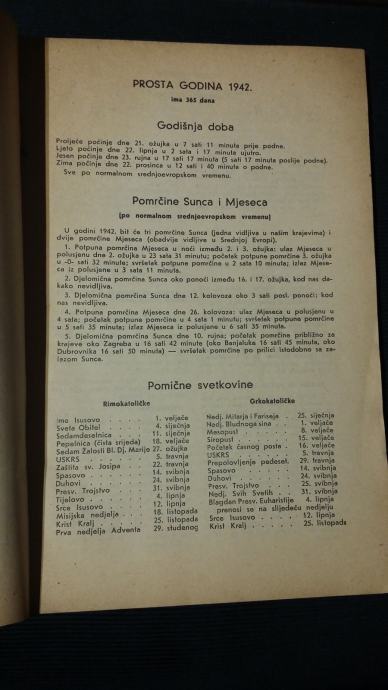 PROSTA GODINA 1942.
ima 365 dana
Godišnja doba
Proljeće počinje dne 21. ožujka u 7 sati 11 minuta prije podne.
Ljeto počinje dne 22. lipnja u 2 sata i 17 minuta ujutro.
Jesen počinje dne 23. rujna u 17 sati 17 minuta (5 sati 17 minuta poslije podne).
Zima počinje dne 22. prosinca u 12 sati i 40 minuta o podne.
Sve po normalnom srednjoevropskom vremenu.
Pomrčine Sunca i Mjeseca
(po normalnom srednjoevropskom vremenu)
U godini 1942. bit će tri pomrčine Sunca (jedna vidljiva u našim krajevima) i
dvije pomrčine Mjeseca (obadvije vidljive u Srednjoj Evropi).
1. Potpuna pomrčina Mjeseca u noći između 2. i 3. ožujka: ulaz Mjeseca u
polusjenu dne 2. ožujka u 23 sata 31 minutu; početak potpune pomrčine 3. ožujka
u -0- sati 32 minute; svršetak potpune pomrčine u 2 sata 10 minuta; izlaz Mjese-
ca iz polusjene u 3 sata 11 minuta.
2. Djelomična pomrčina Sunca oko ponoći između 16. i 17. ožujka, kod nas da-
kako nevidljiva.
3. Djelomična pomrčina Sunca dne 12. kolovoza oko 3 sati posl. ponoći; kod
nas nevidljiva.
4. Potpuna pomrčina Mjeseca dne 26. kolovoza: ulaz Mjeseca u polusjenu u
4 sata; početak potpune pomrčine u 4 sata 1 minutu; svršetak potpune pomrčine
u 5 sati 35 minuta; izlaz Mjeseca iz polusjene u 6 sati 35 minuta.
5. Djelomična pomrčina Sunca dne 10. rujna; početak pomrčine približno za
krajeve oko Zagreba u 16 sati 42 minute (oko Banjaluke 16 sati 45 minuta, oko
Dubrovnika 16 sati 50 minuta) — svršetak pomrčine po prilici istodobno sa za-
lazom Sunca.
Pomične svetkovine
Rimokatoličke
Ime Isusovo . . . . 1. veljače
Sveta Obitelj . . . . 4. siječnja
Sedamdesetnica . . . 11. siječnja
Pepelnica (čista srijeda) 18. veljače
Sedam Žalosti Bl. Dj. Marije 27. ožujka
USKRS . . . . 5. travnja
Zaštita sv. Josipa . . 22. travnja
Spasovo . . . . 14. svibnja
Duhovi . . . . 24. svibnja
Presv. Trojstvo . . . 31. svibnja
Tijelovo . . . . 4. lipnja
Srce Isusovo . . . . 12. lipnja
Misijska nedjelja . . . 18. listopada
Krist Kralj . . . . 25. listopada
Prva nedjelja Adventa 29. studenog
Grkokatoličke
Nedj. Mitarja i Fariseja . 25. siječnja
Nedj. Bludnoga sina . . 1. veljače
Mesopust . . . . 8. veljače
Siropust . . . . 15. veljače
Početak časnog posta . 16. veljače
USKRS . . . . 5. travnja
Prepolovljenje pedeset. 29. travnja
Spasovo . . . . 14. svibnja
Duhovi . . . . 24. svibnja
Presv. Trojstvo . . . 25. svibnja
Nedj. Svih Svetih . . 31. svibnja
Blagdan Presv. Euharistije 4. lipnja
prenosi se na slijedeću nedjelju
Srce Isusovo . . . . 12. lipnja
Krist Kralj . . . . 25. listopada